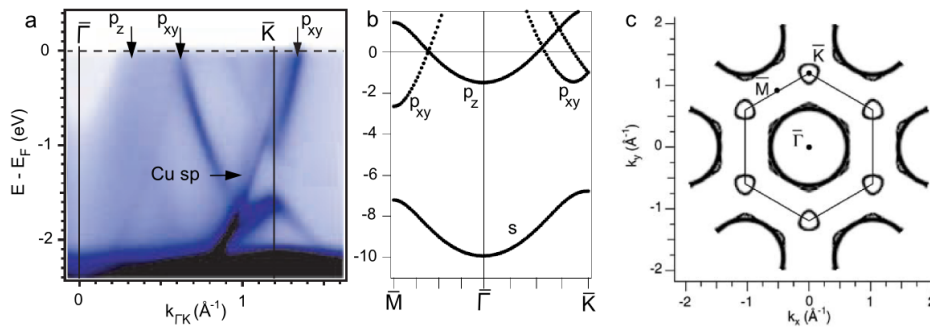 a
Γ̅
p_z
p_xy
K̅
p_xy
0
-1
-2
E - E_F (eV)
Cu sp
0
1
k_ΓK (Å⁻¹)
b
0
-2
-4
-6
-8
-10
p_xy
p_z
p_xy
s
M̅
Γ̅
K̅
c
2
1
0
-1
-2
k_y (Å⁻¹)
K̅
M̅
Γ̅
-2
-1
0
1
2
k_x (Å⁻¹)